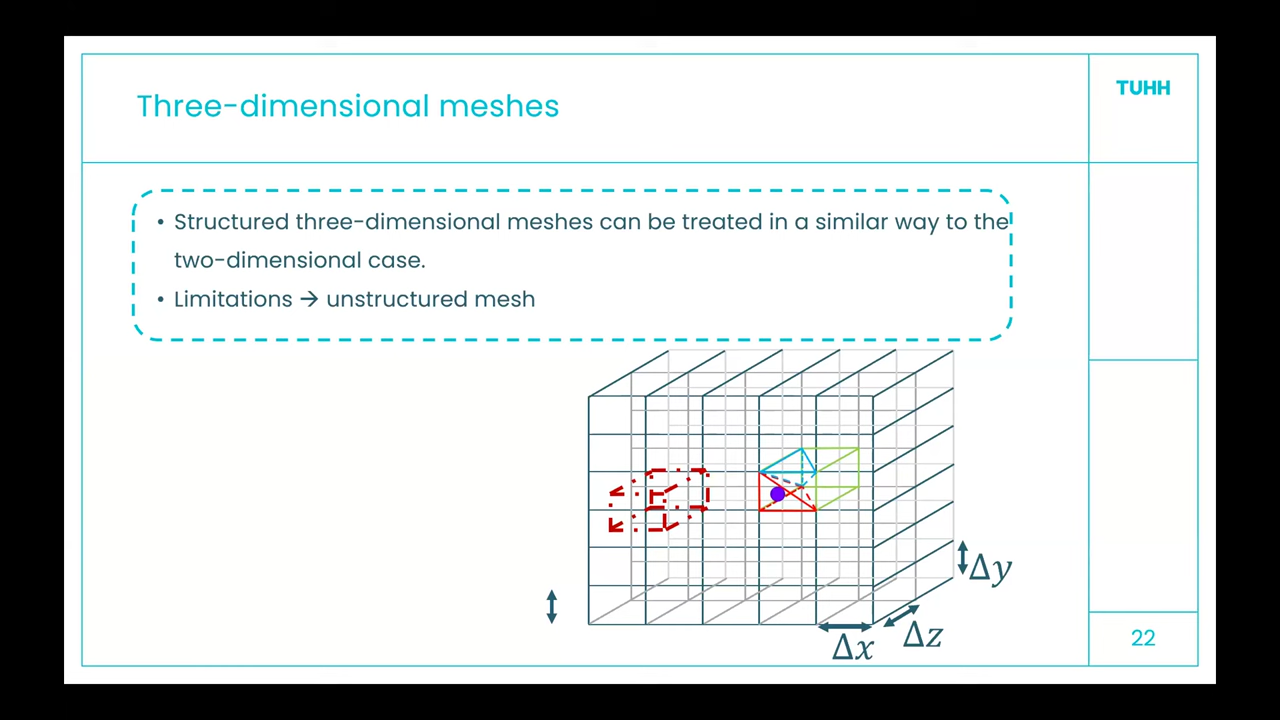 Three-dimensional meshes
TUHH
• Structured three-dimensional meshes can be treated in a similar way to the
two-dimensional case.
• Limitations → unstructured mesh
Δy
Δz
Δx
22